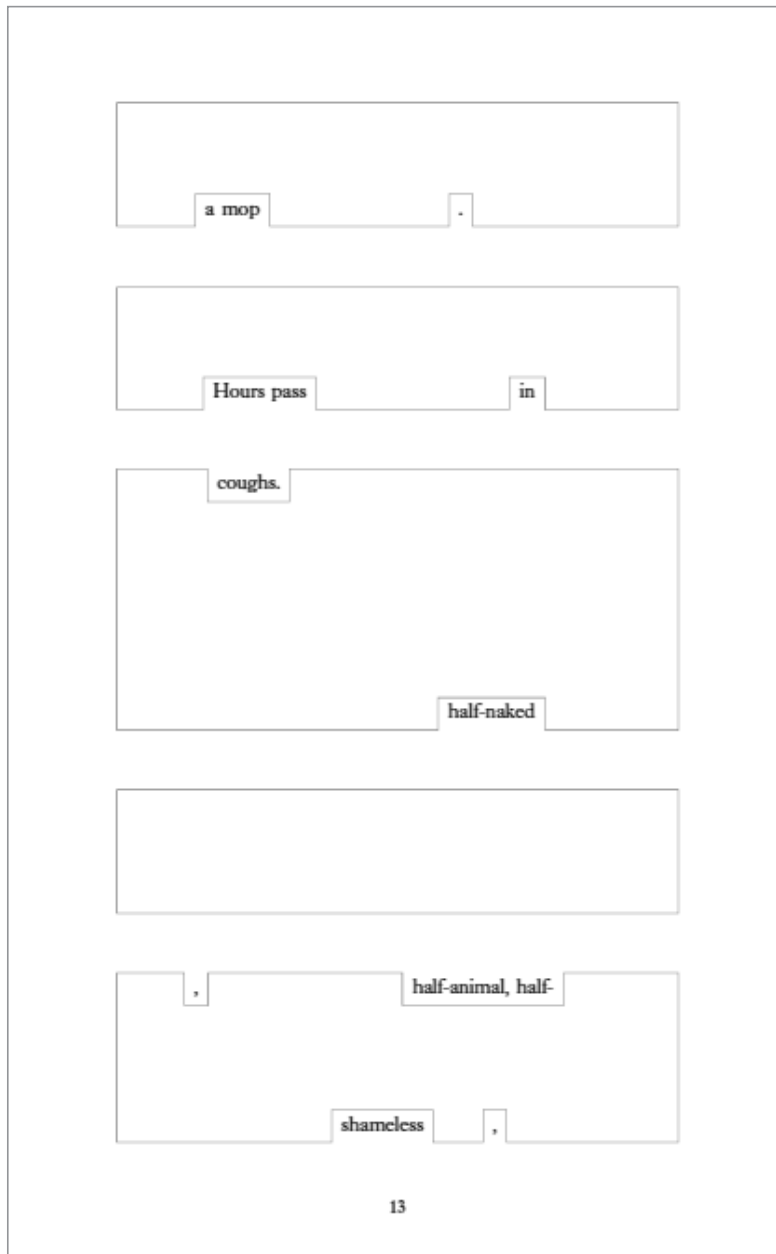 a mop .
Hours pass in
coughs.
half-naked
, half-animal, half-
shameless ,
13